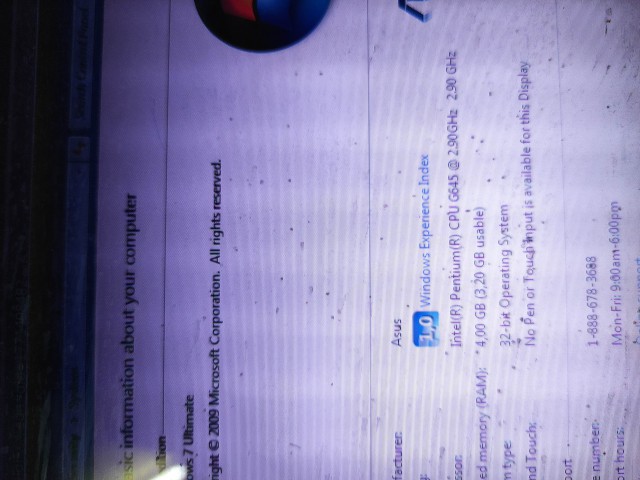 sic information about your computer
dition
ows 7 Ultimate
right © 2009 Microsoft Corporation. All rights reserved.
facturer: Asus
g: 1,0 Windows Experience Index
ssor: Intel(R) Pentium(R) CPU G645 @ 2.90GHz 2.90 GHz
ed memory (RAM): 4,00 GB (3,20 GB usable)
m type: 32-bit Operating System
nd Touch: No Pen or Touch Input is available for this Display
port
e number: 1-888-678-3688
ort hours: Mon-Fri: 9:00am-6:00pm